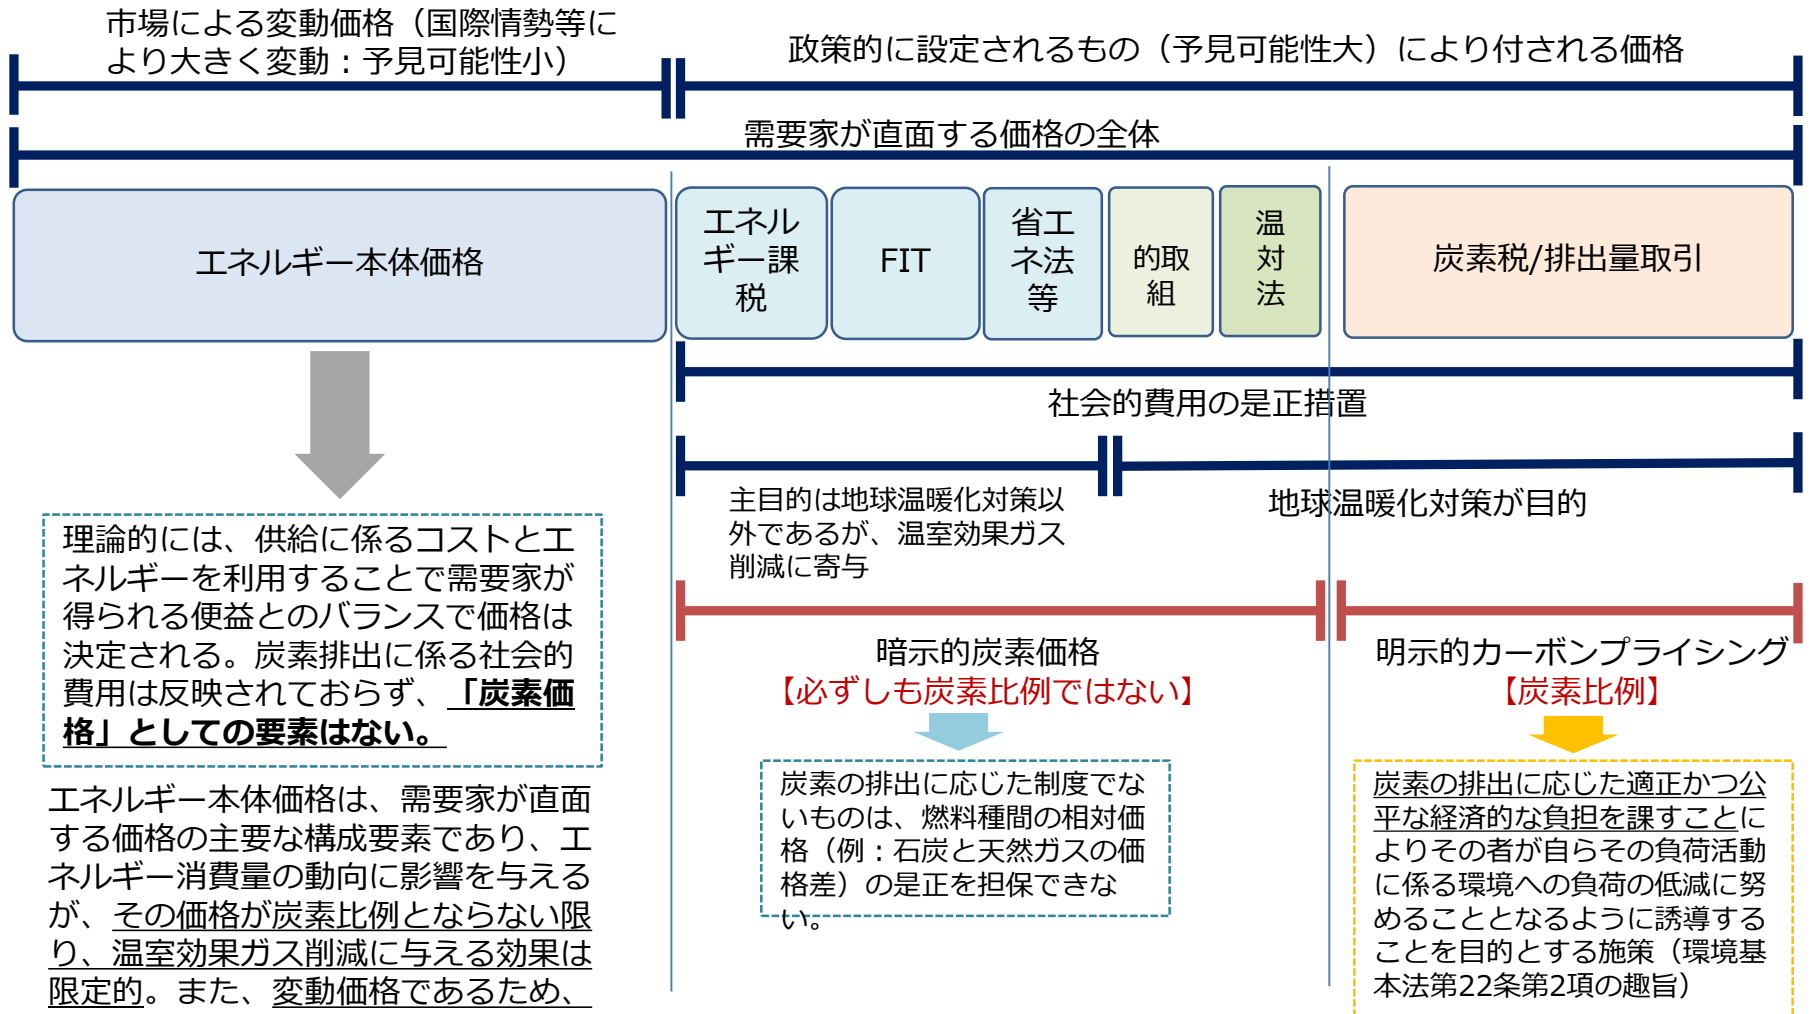 市場による変動価格（国際情勢等に
より大きく変動：予見可能性小）
政策的に設定されるもの（予見可能性大）により付される価格
需要家が直面する価格の全体
エネルギー本体価格
エネル
ギー課
税
FIT
省エ
ネ法
等
的取
組
温
対
法
炭素税/排出量取引
社会的費用の是正措置
主目的は地球温暖化対策以
外であるが、温室効果ガス
削減に寄与
地球温暖化対策が目的
理論的には、供給に係るコストとエ
ネルギーを利用することで需要家が
得られる便益とのバランスで価格は
決定される。炭素排出に係る社会的
費用は反映されておらず、「炭素価
格」としての要素はない。
暗示的炭素価格
【必ずしも炭素比例ではない】
明示的カーボンプライシング
【炭素比例】
エネルギー本体価格は、需要家が直面
する価格の主要な構成要素であり、エ
ネルギー消費量の動向に影響を与える
が、その価格が炭素比例とならない限
り、温室効果ガス削減に与える効果は
限定的。また、変動価格であるため、
炭素の排出に応じた制度でな
いものは、燃料種間の相対価
格（例：石炭と天然ガスの価
格差）の是正を担保できな
い。
炭素の排出に応じた適正かつ公
平な経済的な負担を課すことに
よりその者が自らその負荷活動
に係る環境への負荷の低減に努
めることとなるように誘導する
ことを目的とする施策（環境基
本法第22条第2項の趣旨）